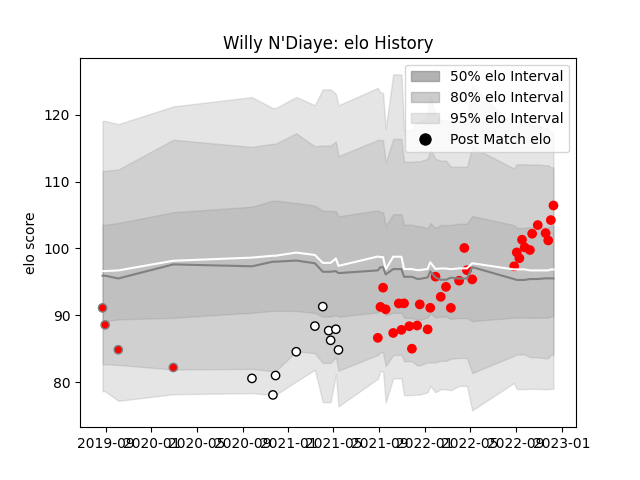 Willy N'Diaye: elo History
50% elo Interval
80% elo Interval
95% elo Interval
Post Match elo
elo score
120
110
100
90
80
2019-09
2020-01
2020-05
2020-09
2021-01
2021-05
2021-09
2022-01
2022-05
2022-09
2023-01